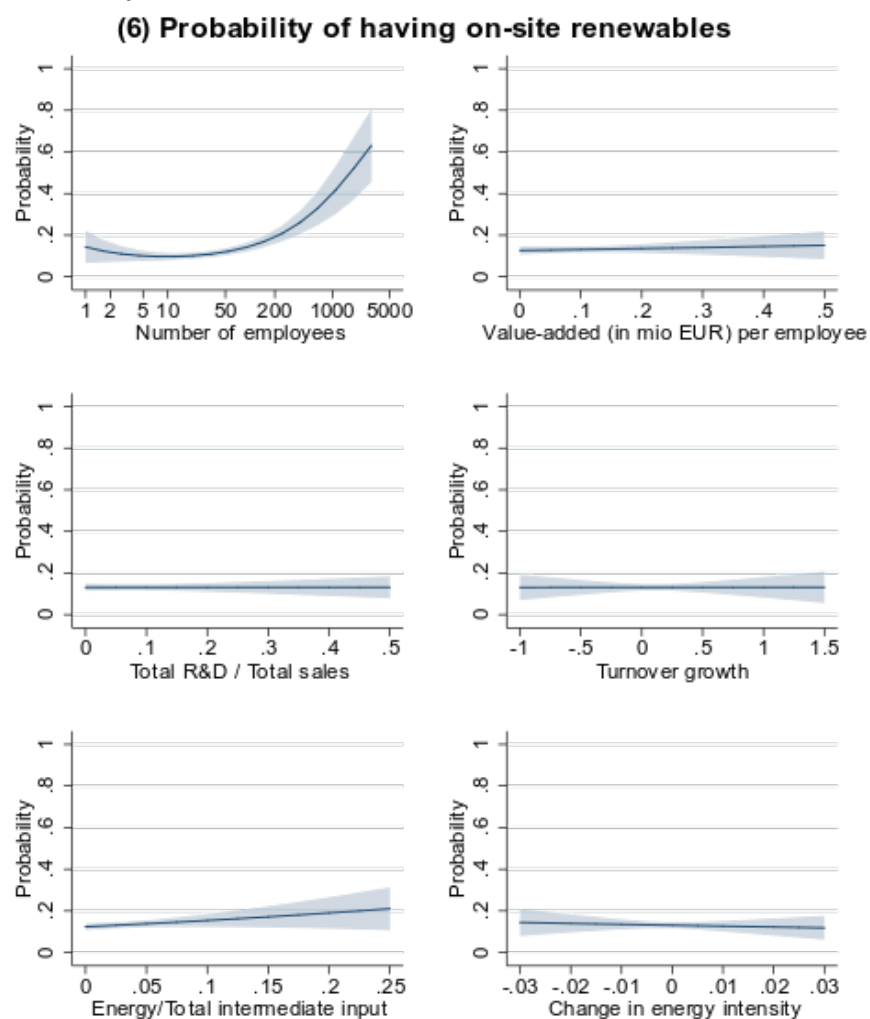 (6) Probability of having on-site renewables
Probability
0 .2 .4 .6 .8 1
1 2 5 10 50 200 1000 5000
Number of employees
Probability
0 .2 .4 .6 .8 1
0 .1 .2 .3 .4 .5
Value-added (in mio EUR) per employee
Probability
0 .2 .4 .6 .8 1
0 .1 .2 .3 .4 .5
Total R&D / Total sales
Probability
0 .2 .4 .6 .8 1
-1 -.5 0 .5 1 1.5
Turnover growth
Probability
0 .2 .4 .6 .8 1
0 .05 .1 .15 .2 .25
Energy/Total intermediate input
Probability
0 .2 .4 .6 .8 1
-.03 -.02 -.01 0 .01 .02 .03
Change in energy intensity